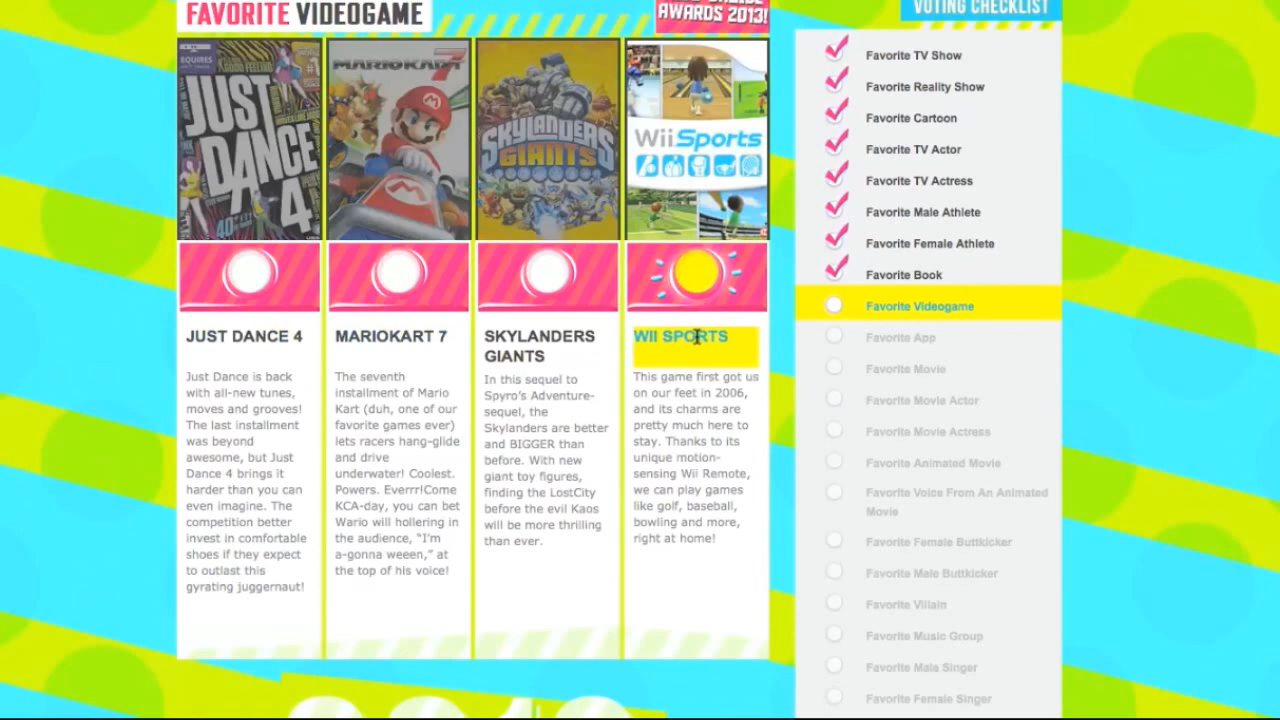 FAVORITE VIDEOGAME
AWARDS 2013!
VOTING CHECKLIST
JUST DANCE 4
MARIOKART 7
SKYLANDERS GIANTS
Wii Sports
JUST DANCE 4
Just Dance is back
with all-new tunes,
moves and grooves!
The last installment
was beyond
awesome, but Just
Dance 4 brings it
harder than you can
even imagine. The
competition better
invest in comfortable
shoes if they expect
to outlast this
gyrating juggernaut!
MARIOKART 7
The seventh
installment of Mario
Kart (duh, one of our
favorite games ever)
lets racers hang-glide
and drive
underwater! Coolest.
Powers. Everrr!Come
KCA-day, you can bet
Wario will hollering in
the audience, “I’m
a-gonna weeen,” at
the top of his voice!
SKYLANDERS
GIANTS
In this sequel to
Spyro’s Adventure-
sequel, the
Skylanders are better
and BIGGER than
before. With new
giant toy figures,
finding the LostCity
before the evil Kaos
will be more thrilling
than ever.
WII SPORTS
This game first got us
on our feet in 2006,
and its charms are
pretty much here to
stay. Thanks to its
unique motion-
sensing Wii Remote,
we can play games
like golf, baseball,
bowling and more,
right at home!
Favorite TV Show
Favorite Reality Show
Favorite Cartoon
Favorite TV Actor
Favorite TV Actress
Favorite Male Athlete
Favorite Female Athlete
Favorite Book
Favorite Videogame
Favorite App
Favorite Movie
Favorite Movie Actor
Favorite Movie Actress
Favorite Animated Movie
Favorite Voice From An Animated
Movie
Favorite Female Buttkicker
Favorite Male Buttkicker
Favorite Villain
Favorite Music Group
Favorite Male Singer
Favorite Female Singer